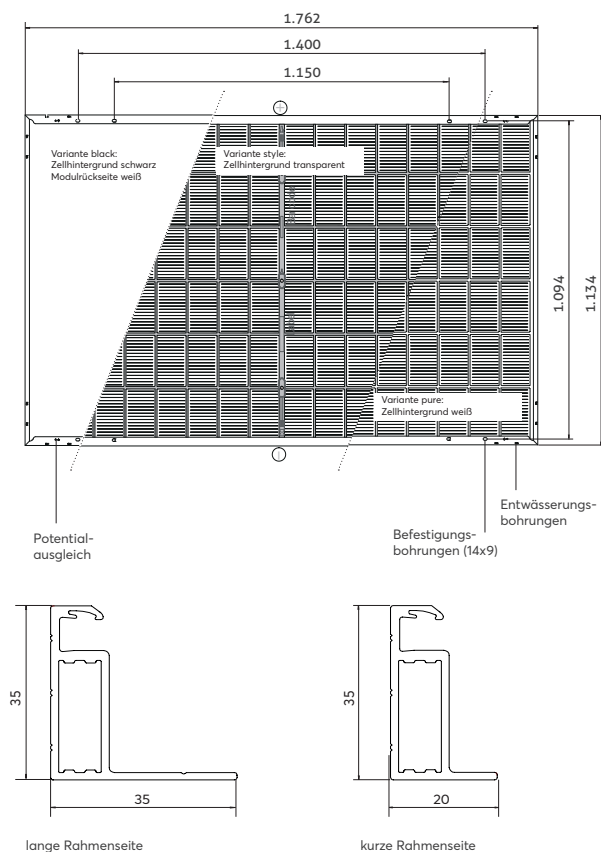 1.762
1.400
1.150
Variante black:
Zellhintergrund schwarz
Modulrückseite weiß
Variante style:
Zellhintergrund transparent
1.094
1.134
Variante pure:
Zellhintergrund weiß
Potential-
ausgleich
Befestigungs-
bohrungen (14x9)
Entwässerungs-
bohrungen
35
35
35
20
lange Rahmenseite
kurze Rahmenseite